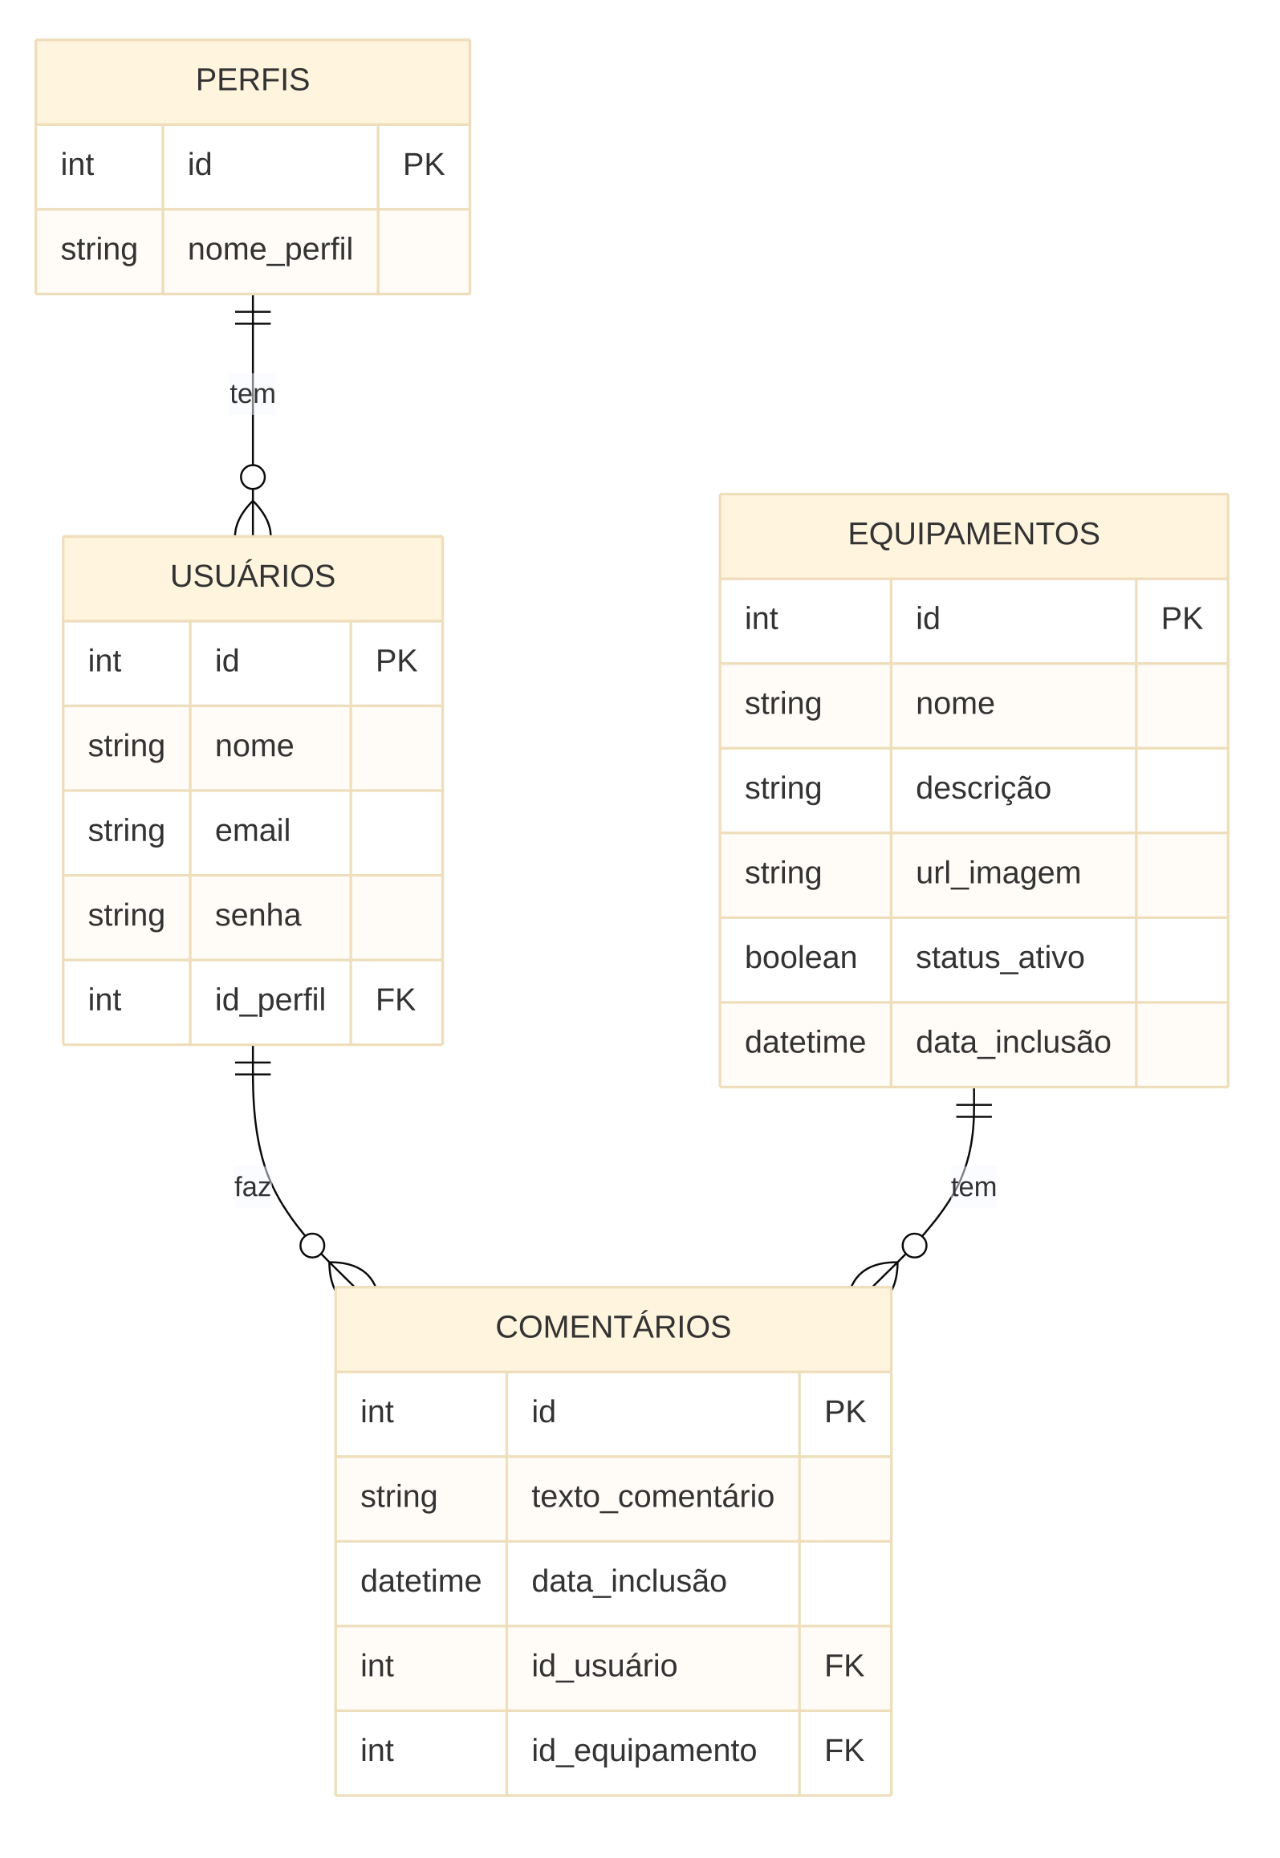 PERFIS
int id PK
string nome_perfil
tem
USUÁRIOS
int id PK
string nome
string email
string senha
int id_perfil FK
EQUIPAMENTOS
int id PK
string nome
string descrição
string url_imagem
boolean status_ativo
datetime data_inclusão
faz
tem
COMENTÁRIOS
int id PK
string texto_comentário
datetime data_inclusão
int id_usuário FK
int id_equipamento FK